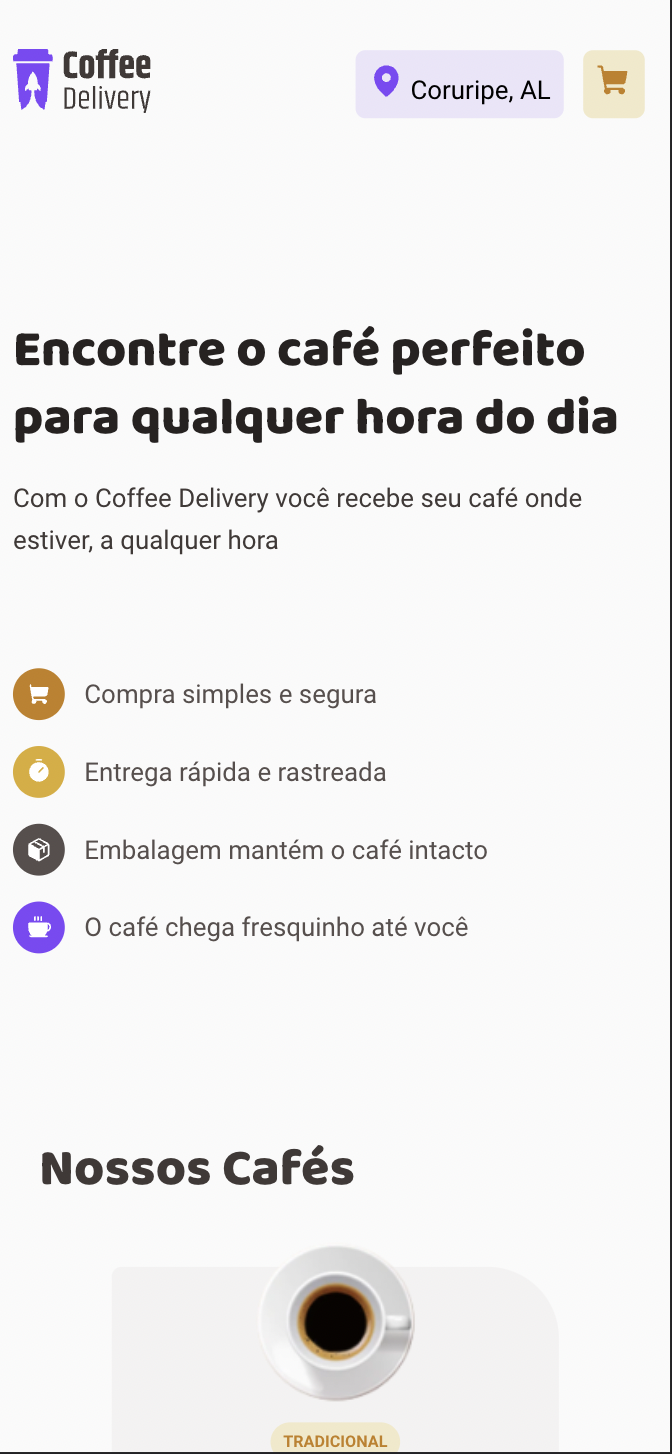 Coffee
Delivery
Coruripe, AL
Encontre o café perfeito
para qualquer hora do dia
Com o Coffee Delivery você recebe seu café onde
estiver, a qualquer hora
Compra simples e segura
Entrega rápida e rastreada
Embalagem mantém o café intacto
O café chega fresquinho até você
Nossos Cafés
TRADICIONAL